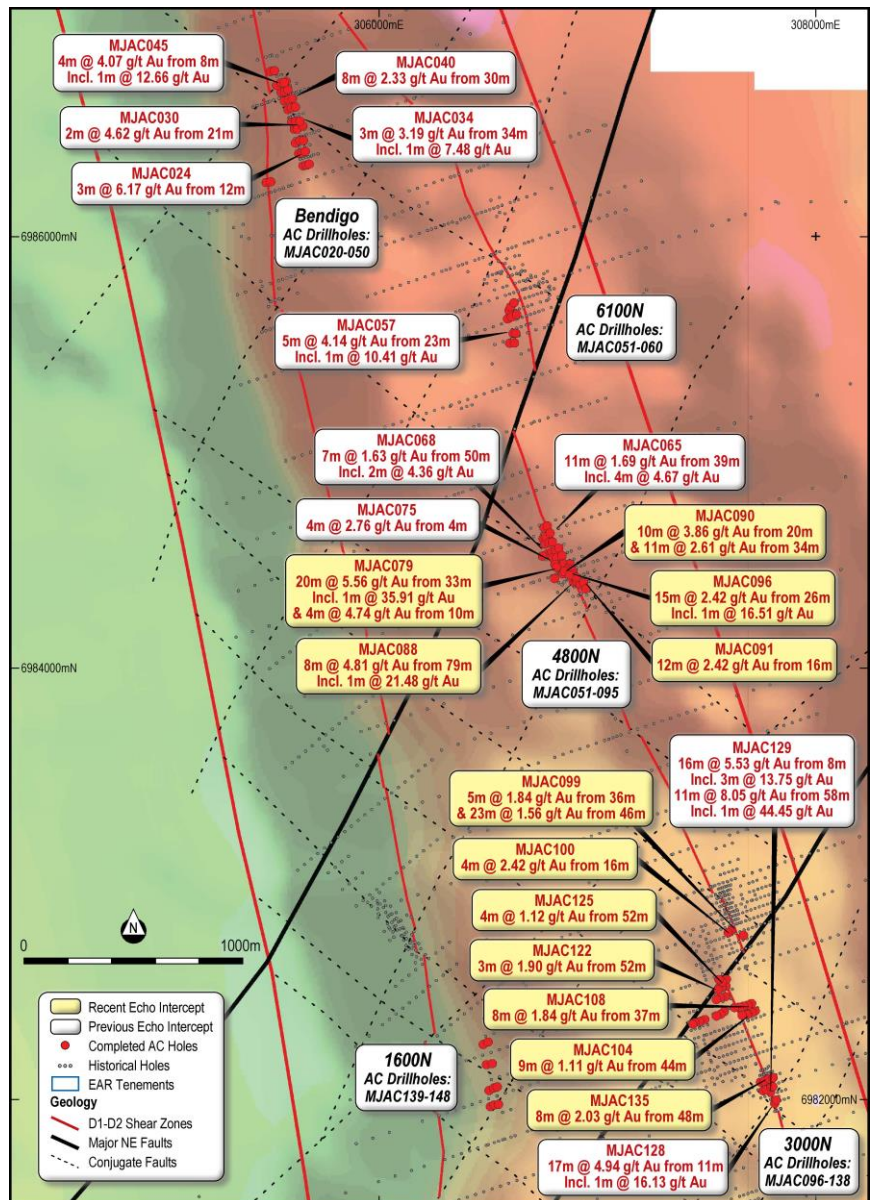 306000mE
308000mE
MJAC045
4m @ 4.07 g/t Au from 8m
Incl. 1m @ 12.66 g/t Au
MJAC040
8m @ 2.33 g/t Au from 30m
MJAC030
2m @ 4.62 g/t Au from 21m
MJAC034
3m @ 3.19 g/t Au from 34m
Incl. 1m @ 7.48 g/t Au
MJAC024
3m @ 6.17 g/t Au from 12m
Bendigo
AC Drillholes:
MJAC020-050
6986000mN
6100N
AC Drillholes:
MJAC051-060
MJAC057
5m @ 4.14 g/t Au from 23m
Incl. 1m @ 10.41 g/t Au
MJAC068
7m @ 1.63 g/t Au from 50m
Incl. 2m @ 4.36 g/t Au
MJAC065
11m @ 1.69 g/t Au from 39m
Incl. 4m @ 4.67 g/t Au
MJAC075
4m @ 2.76 g/t Au from 4m
MJAC090
10m @ 3.86 g/t Au from 20m
& 11m @ 2.61 g/t Au from 34m
MJAC079
20m @ 5.56 g/t Au from 33m
Incl. 1m @ 35.91 g/t Au
& 4m @ 4.74 g/t Au from 10m
MJAC096
15m @ 2.42 g/t Au from 26m
Incl. 1m @ 16.51 g/t Au
MJAC088
8m @ 4.81 g/t Au from 79m
Incl. 1m @ 21.48 g/t Au
4800N
AC Drillholes:
MJAC051-095
MJAC091
12m @ 2.42 g/t Au from 16m
6984000mN
MJAC129
16m @ 5.53 g/t Au from 8m
Incl. 3m @ 13.75 g/t Au
11m @ 8.05 g/t Au from 58m
Incl. 1m @ 44.45 g/t Au
MJAC099
5m @ 1.84 g/t Au from 36m
& 23m @ 1.56 g/t Au from 46m
MJAC100
4m @ 2.42 g/t Au from 16m
MJAC125
4m @ 1.12 g/t Au from 52m
MJAC122
3m @ 1.90 g/t Au from 52m
MJAC108
8m @ 1.84 g/t Au from 37m
MJAC104
9m @ 1.11 g/t Au from 44m
MJAC135
8m @ 2.03 g/t Au from 48m
MJAC128
17m @ 4.94 g/t Au from 11m
Incl. 1m @ 16.13 g/t Au
6982000mN
3000N
AC Drillholes:
MJAC096-138
1600N
AC Drillholes:
MJAC139-148
N
0 1000m
Recent Echo Intercept
Previous Echo Intercept
Completed AC Holes
Historical Holes
EAR Tenements
Geology
D1-D2 Shear Zones
Major NE Faults
Conjugate Faults